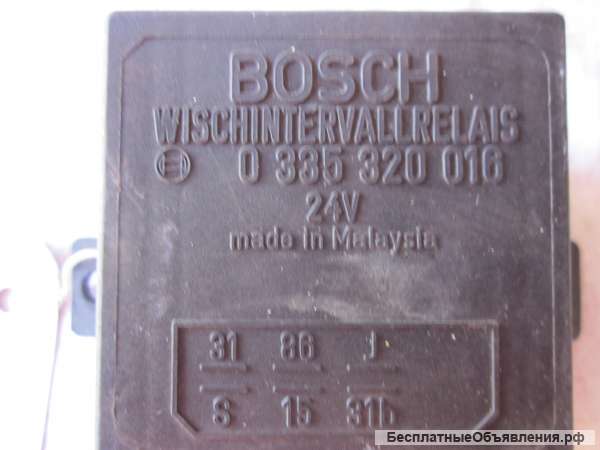 BOSCH
WISCHINTERVALLRELAIS
0 335 320 016
24V
made in Malaysia
31 86 J
S 15 31b
БесплатныеОбъявления.рф